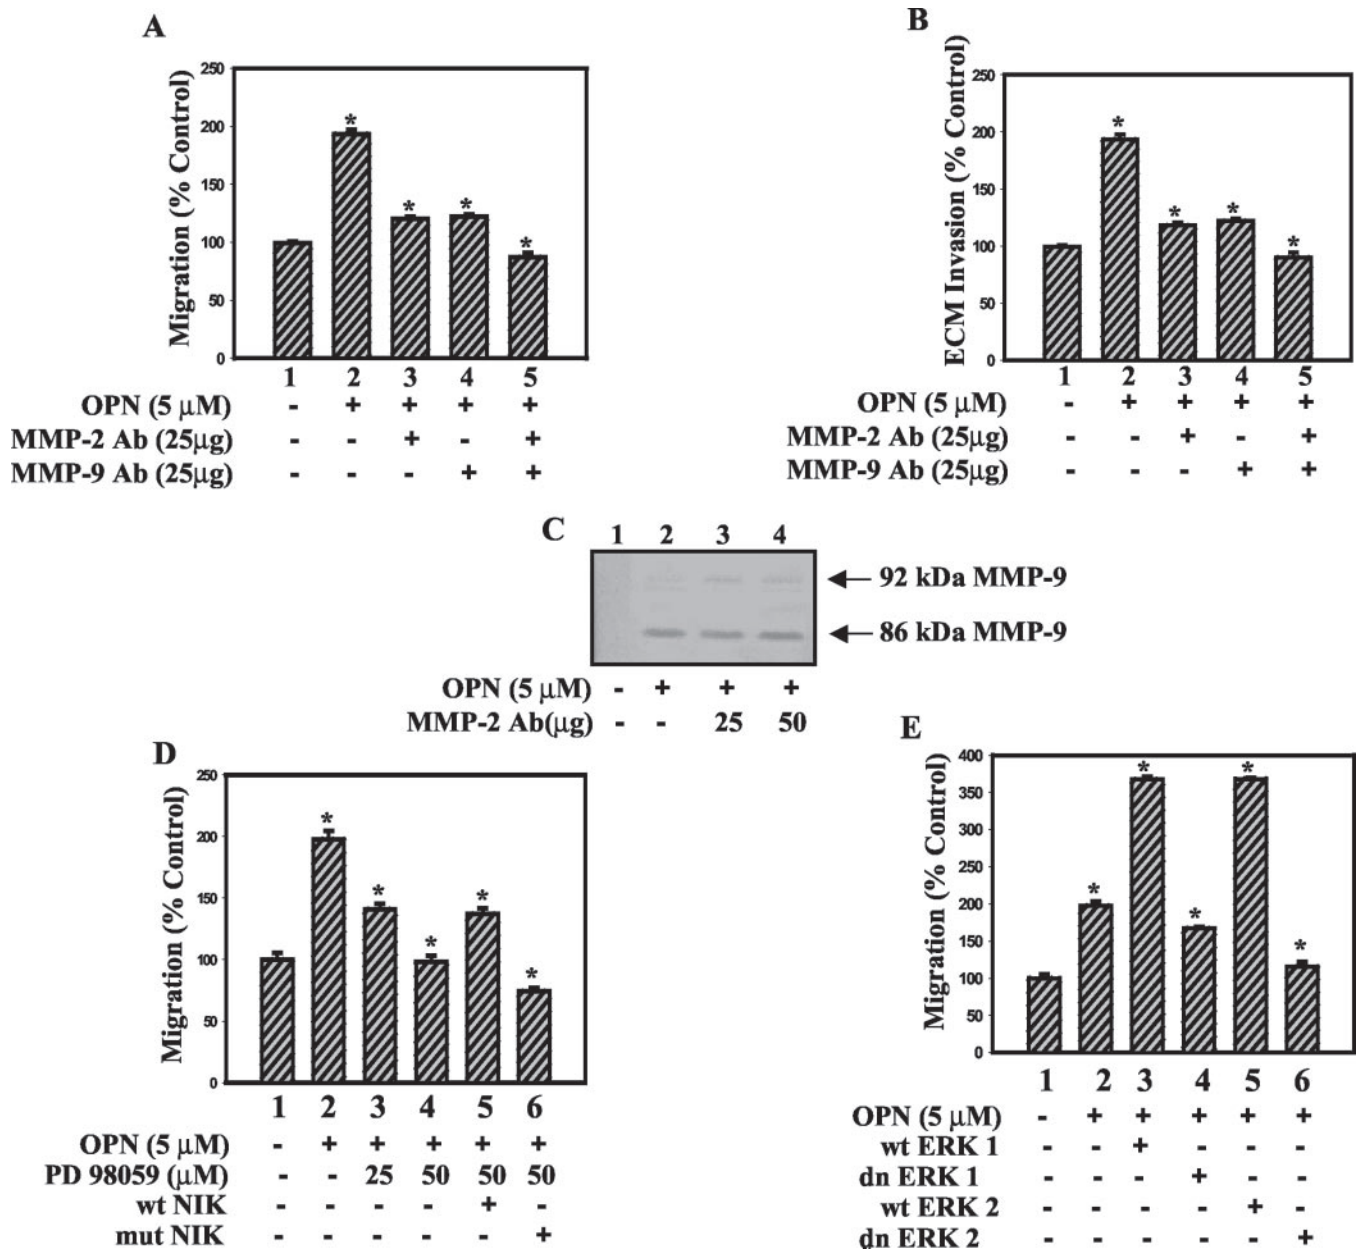 A
Migration (% Control)
250
200
150
100
50
0
*
*
*
*
1 2 3 4 5
OPN (5 μM) - + + + +
MMP-2 Ab (25μg) - - + - +
MMP-9 Ab (25μg) - - - + +
B
ECM Invasion (% Control)
250
200
150
100
50
0
*
*
*
*
1 2 3 4 5
OPN (5 μM) - + + + +
MMP-2 Ab (25μg) - - + - +
MMP-9 Ab (25μg) - - - + +
C
1 2 3 4
92 kDa MMP-9
86 kDa MMP-9
OPN (5 μM) - + + +
MMP-2 Ab(μg) - - 25 50
D
Migration (% Control)
250
200
150
100
50
0
*
*
*
*
*
1 2 3 4 5 6
OPN (5 μM) - + + + + +
PD 98059 (μM) - - 25 50 50 50
wt NIK - - - - + -
mut NIK - - - - - +
E
Migration (% Control)
400
350
300
250
200
150
100
50
0
*
*
*
*
*
1 2 3 4 5 6
OPN (5 μM) - + + + + +
wt ERK 1 - - + - - -
dn ERK 1 - - - + - -
wt ERK 2 - - - - + -
dn ERK 2 - - - - - +